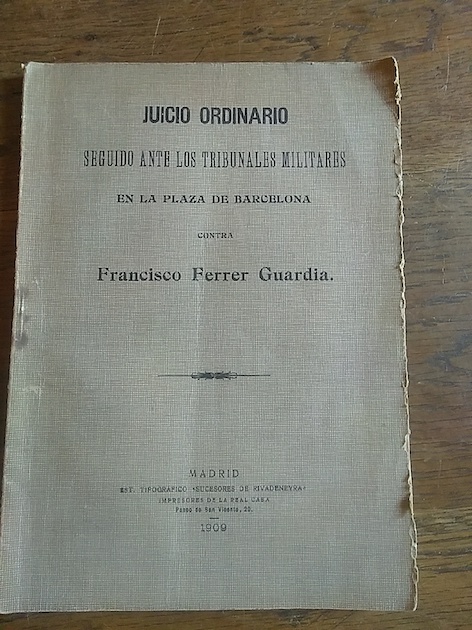 JUICIO ORDINARIO
SEGUIDO ANTE LOS TRIBUNALES MILITARES
EN LA PLAZA DE BARCELONA
CONTRA
Francisco Ferrer Guardia.
MADRID
EST. TIPOGRÁFICO «SUCESORES DE RIVADENEYRA»
IMPRESORES DE LA REAL CASA
Paseo de San Vicente, 20.
1909